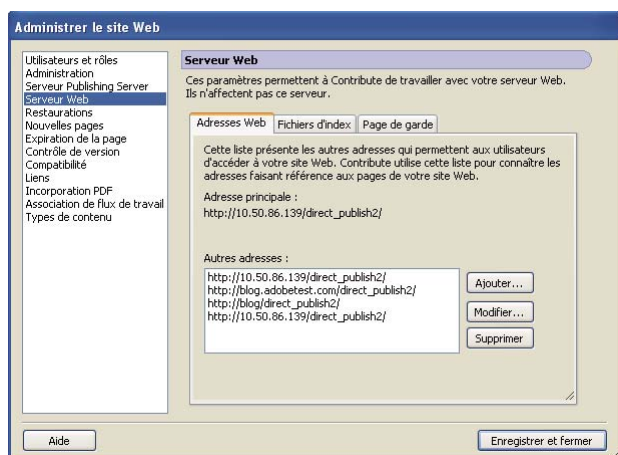 Administrer le site Web
Utilisateurs et rôles
Administration
Serveur Publishing Server
Serveur Web
Restaurations
Nouvelles pages
Expiration de la page
Contrôle de version
Compatibilité
Liens
Incorporation PDF
Association de flux de travail
Types de contenu
Serveur Web
Ces paramètres permettent à Contribute de travailler avec votre serveur Web.
Ils n'affectent pas ce serveur.
Adresses Web Fichiers d'index Page de garde
Cette liste présente les autres adresses qui permettent aux utilisateurs
d'accéder à votre site Web. Contribute utilise cette liste pour connaître les
adresses faisant référence aux pages de votre site Web.
Adresse principale :
http://10.50.86.139/direct_publish2/
Autres adresses :
http://10.50.86.139/direct_publish2/
http://blog.adobetest.com/direct_publish2/
http://blog/direct_publish2/
http://10.50.86.139/direct_publish2/
Ajouter...
Modifier...
Supprimer
Aide
Enregistrer et fermer